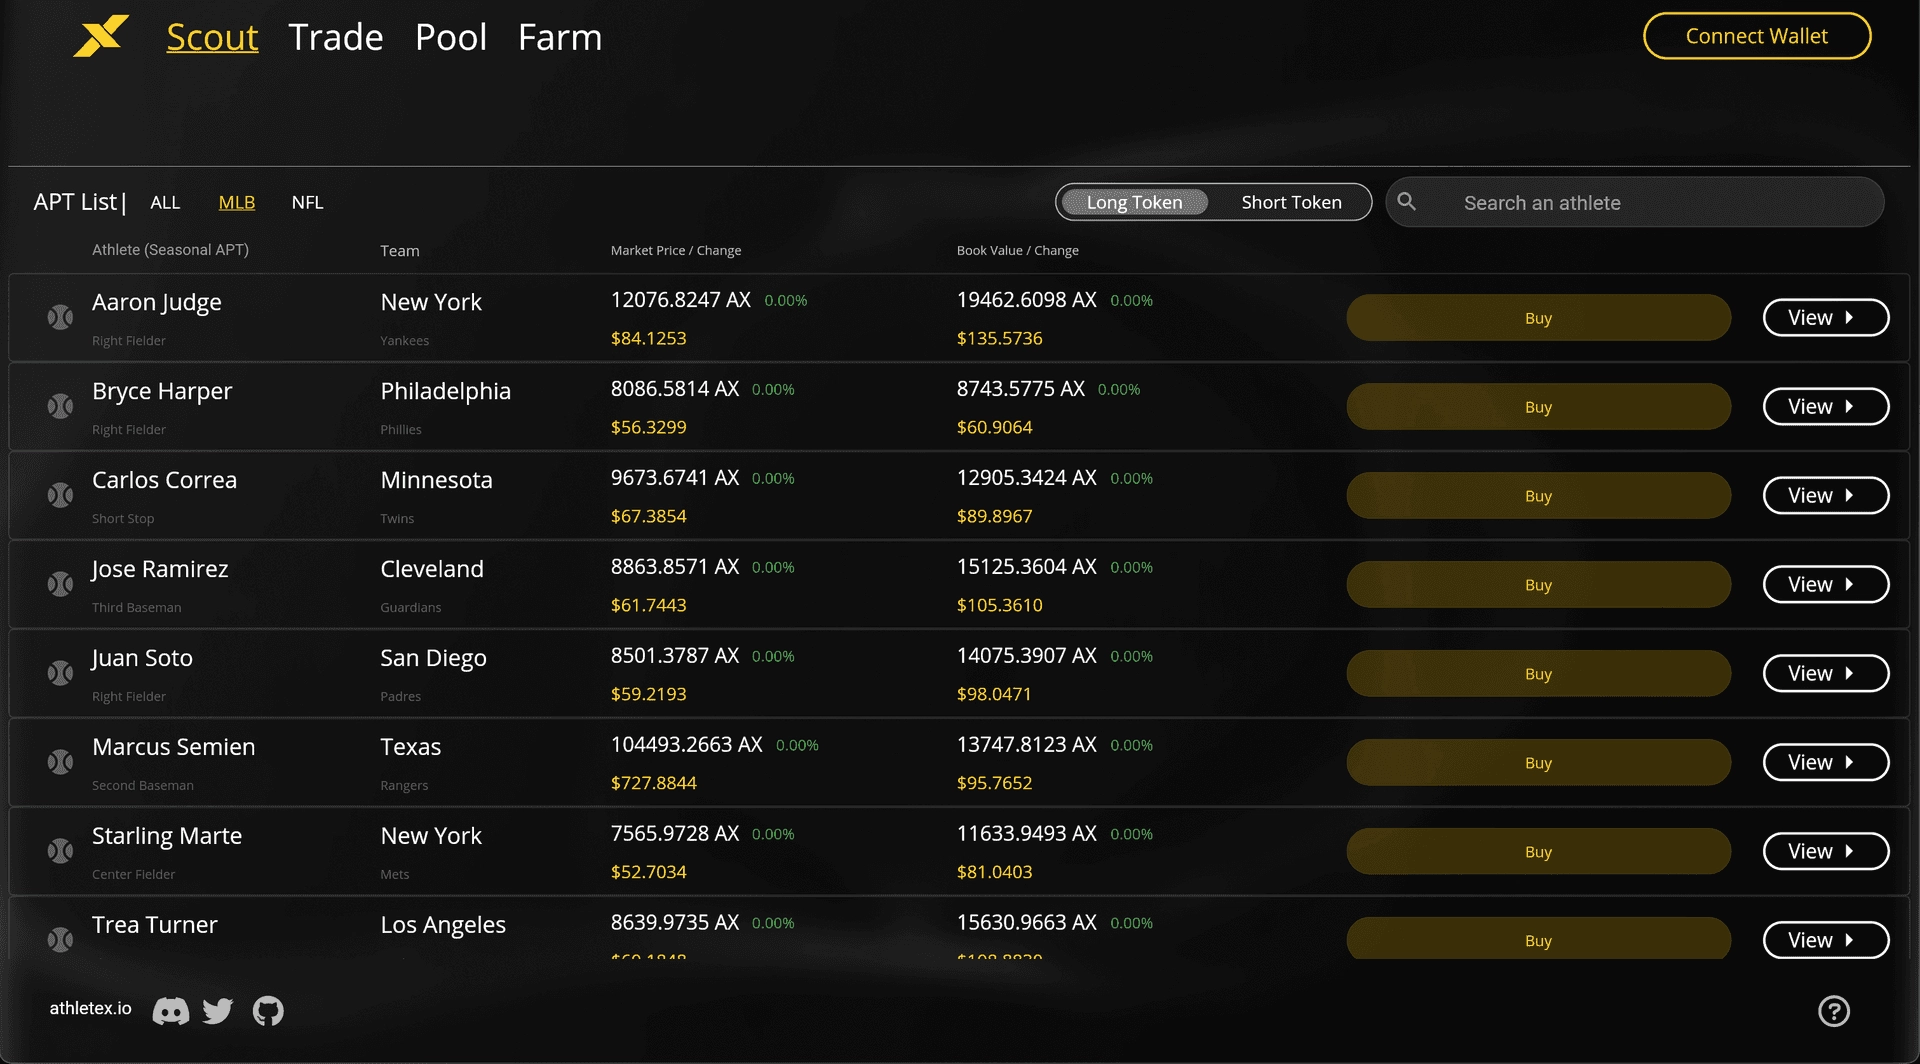 Scout Trade Pool Farm Connect Wallet
APT List| ALL MLB NFL Long Token Short Token Search an athlete
Athlete (Seasonal APT) Team Market Price / Change Book Value / Change
Aaron Judge New York 12076.8247 AX 0.00% 19462.6098 AX 0.00% Buy View
Right Fielder Yankees $84.1253 $135.5736
Bryce Harper Philadelphia 8086.5814 AX 0.00% 8743.5775 AX 0.00% Buy View
Right Fielder Phillies $56.3299 $60.9064
Carlos Correa Minnesota 9673.6741 AX 0.00% 12905.3424 AX 0.00% Buy View
Short Stop Twins $67.3854 $89.8967
Jose Ramirez Cleveland 8863.8571 AX 0.00% 15125.3604 AX 0.00% Buy View
Third Baseman Guardians $61.7443 $105.3610
Juan Soto San Diego 8501.3787 AX 0.00% 14075.3907 AX 0.00% Buy View
Right Fielder Padres $59.2193 $98.0471
Marcus Semien Texas 104493.2663 AX 0.00% 13747.8123 AX 0.00% Buy View
Second Baseman Rangers $727.8844 $95.7652
Starling Marte New York 7565.9728 AX 0.00% 11633.9493 AX 0.00% Buy View
Center Fielder Mets $52.7034 $81.0403
Trea Turner Los Angeles 8639.9735 AX 0.00% 15630.9663 AX 0.00% Buy View
athletex.io